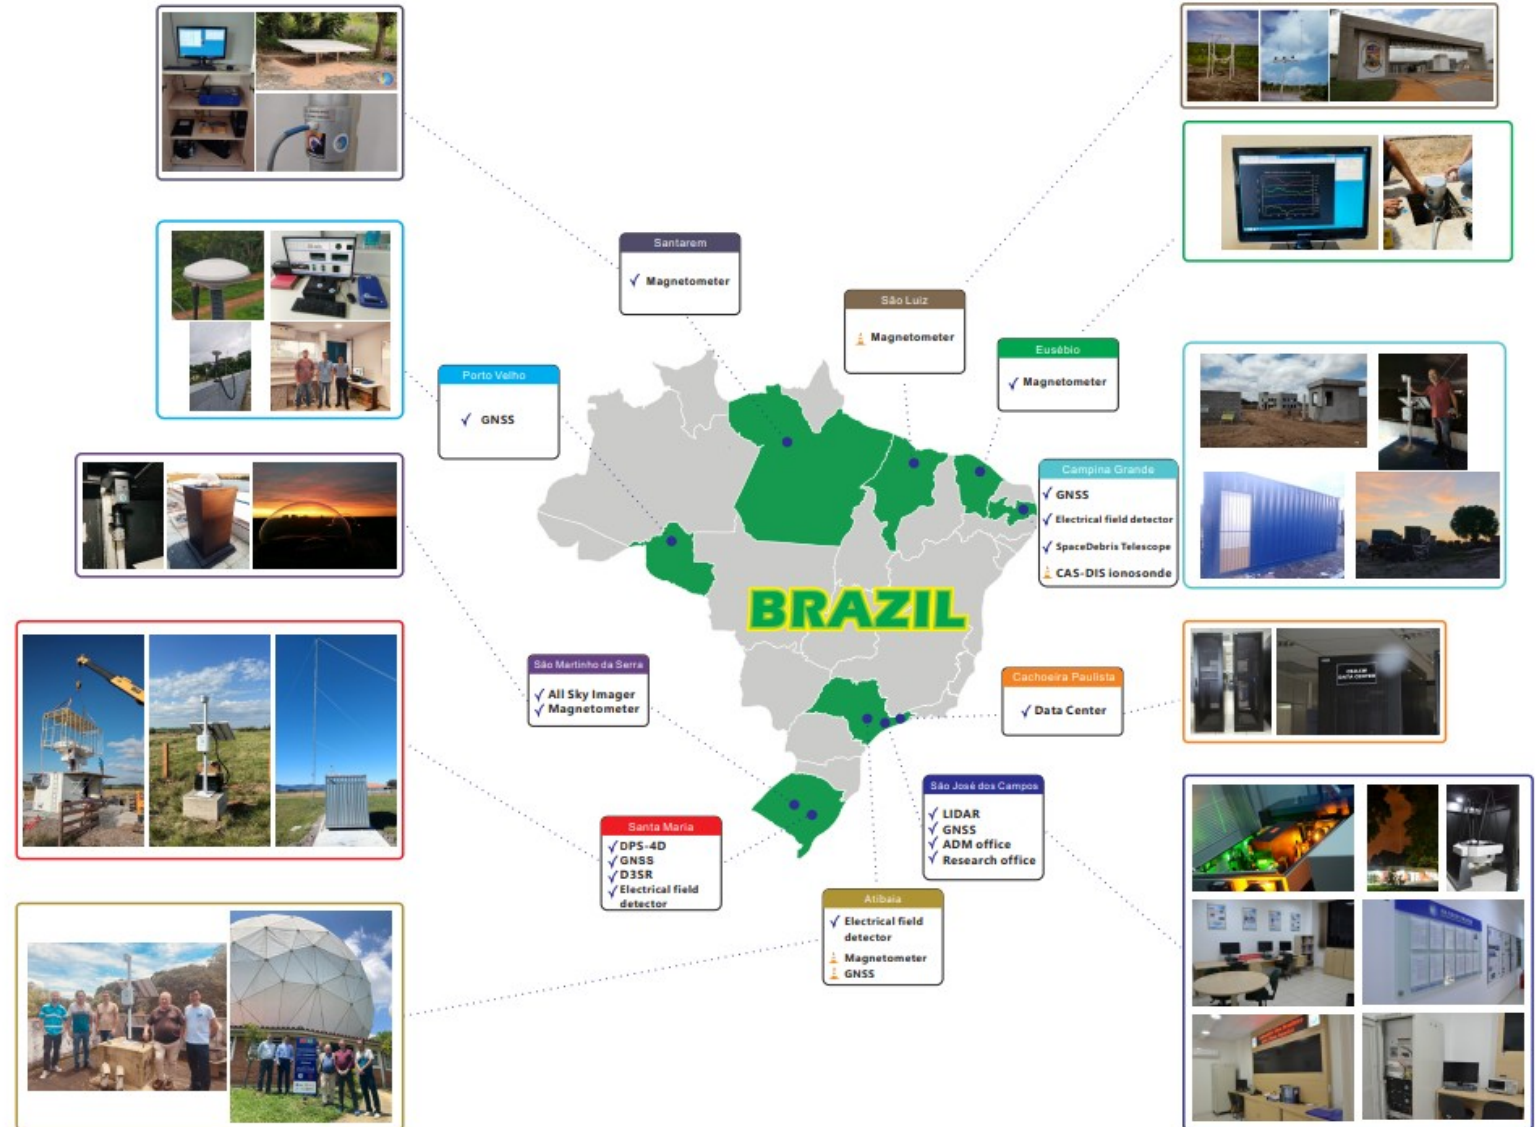 Santarem
Magnetometer
São Luiz
Magnetometer
Eusébio
Magnetometer
Porto Velho
GNSS
Campina Grande
GNSS
Electrical field detector
SpaceDebris Telescope
CAS-DIS ionosonde
BRAZIL
São Martinho da Serra
All Sky Imager
Magnetometer
Cachoeira Paulista
Data Center
DATA CENTER
São José dos Campos
LIDAR
GNSS
ADM office
Research office
Santa Maria
DPS-4D
GNSS
D3SR
Electrical field
detector
Atibaia
Electrical field
detector
Magnetometer
GNSS